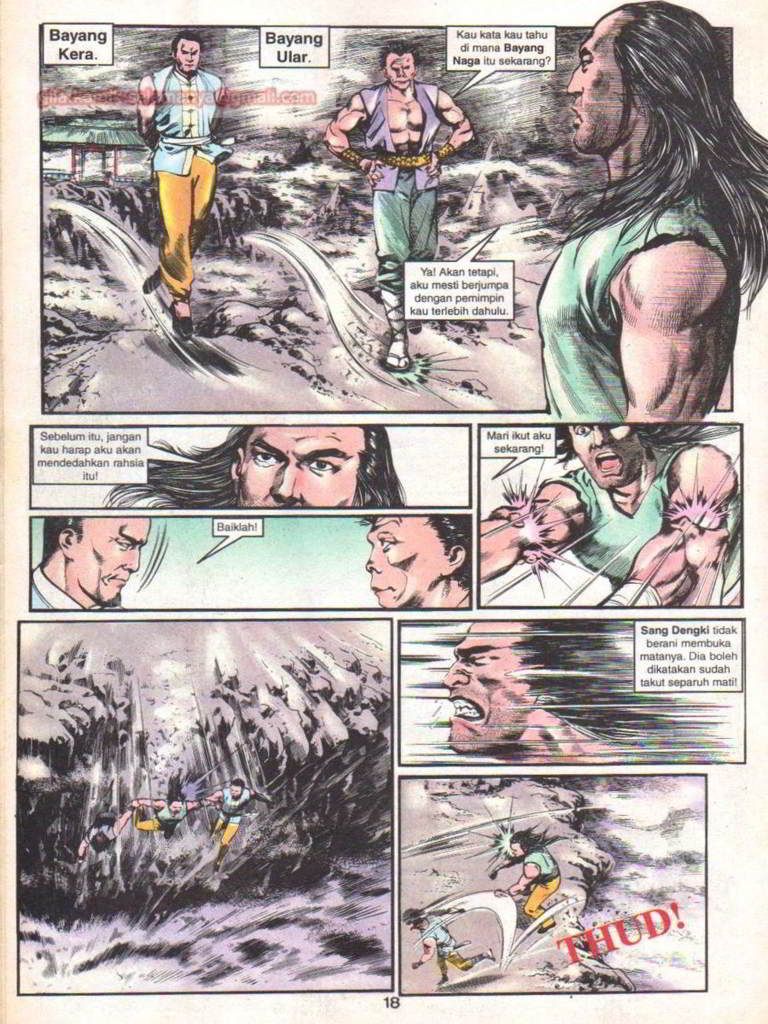 Bayang
Kera.
Bayang
Ular.
Kau kata kau tahu
di mana Bayang
Naga itu sekarang?
Ya! Akan tetapi,
aku mesti berjumpa
dengan pemimpin
kau terlebih dahulu.
Sebelum itu, jangan
kau harap aku akan
mendedahkan rahsia
itu!
Baiklah!
Mari ikut aku
sekarang!
Sang Dengki tidak
berani membuka
matanya. Dia boleh
dikatakan sudah
takut separuh mati!
THUD!
18